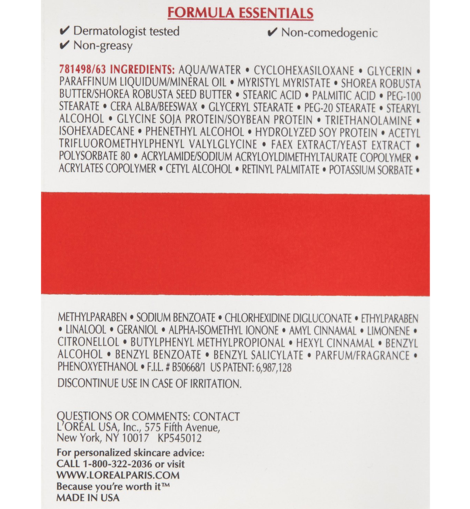 FORMULA ESSENTIALS
✔ Dermatologist tested ✔ Non-comedogenic
✔ Non-greasy
781498/63 INGREDIENTS: AQUA/WATER • CYCLOHEXASILOXANE • GLYCERIN •
PARAFFINUM LIQUIDUM/MINERAL OIL • MYRISTYL MYRISTATE • SHOREA ROBUSTA
BUTTER/SHOREA ROBUSTA SEED BUTTER • STEARIC ACID • PALMITIC ACID • PEG-100
STEARATE • CERA ALBA/BEESWAX • GLYCERYL STEARATE • PEG-20 STEARATE • STEARYL
ALCOHOL • GLYCINE SOJA PROTEIN/SOYBEAN PROTEIN • TRIETHANOLAMINE •
ISOHEXADECANE • PHENETHYL ALCOHOL • HYDROLYZED SOY PROTEIN • ACETYL
TRIFLUOROMETHYLPHENYL VALYLGLYCINE • FAEX EXTRACT/YEAST EXTRACT •
POLYSORBATE 80 • ACRYLAMIDE/SODIUM ACRYLOYLDIMETHYLTAURATE COPOLYMER •
ACRYLATES COPOLYMER • CETYL ALCOHOL • RETINYL PALMITATE • POTASSIUM SORBATE •
METHYLPARABEN • SODIUM BENZOATE • CHLORHEXIDINE DIGLUCONATE • ETHYLPARABEN
• LINALOOL • GERANIOL • ALPHA-ISOMETHYL IONONE • AMYL CINNAMAL • LIMONENE •
CITRONELLOL • BUTYLPHENYL METHYLPROPIONAL • HEXYL CINNAMAL • BENZYL
ALCOHOL • BENZYL BENZOATE • BENZYL SALICYLATE • PARFUM/FRAGRANCE •
PHENOXYETHANOL • F.I.L. # B50668/1 US PATENT: 6,987,128
DISCONTINUE USE IN CASE OF IRRITATION.
QUESTIONS OR COMMENTS: CONTACT
L'ORÉAL USA, Inc., 575 Fifth Avenue,
New York, NY 10017 KP545012
For personalized skincare advice:
CALL 1-800-322-2036 or visit
WWW.LOREALPARIS.COM
Because you're worth it™
MADE IN USA